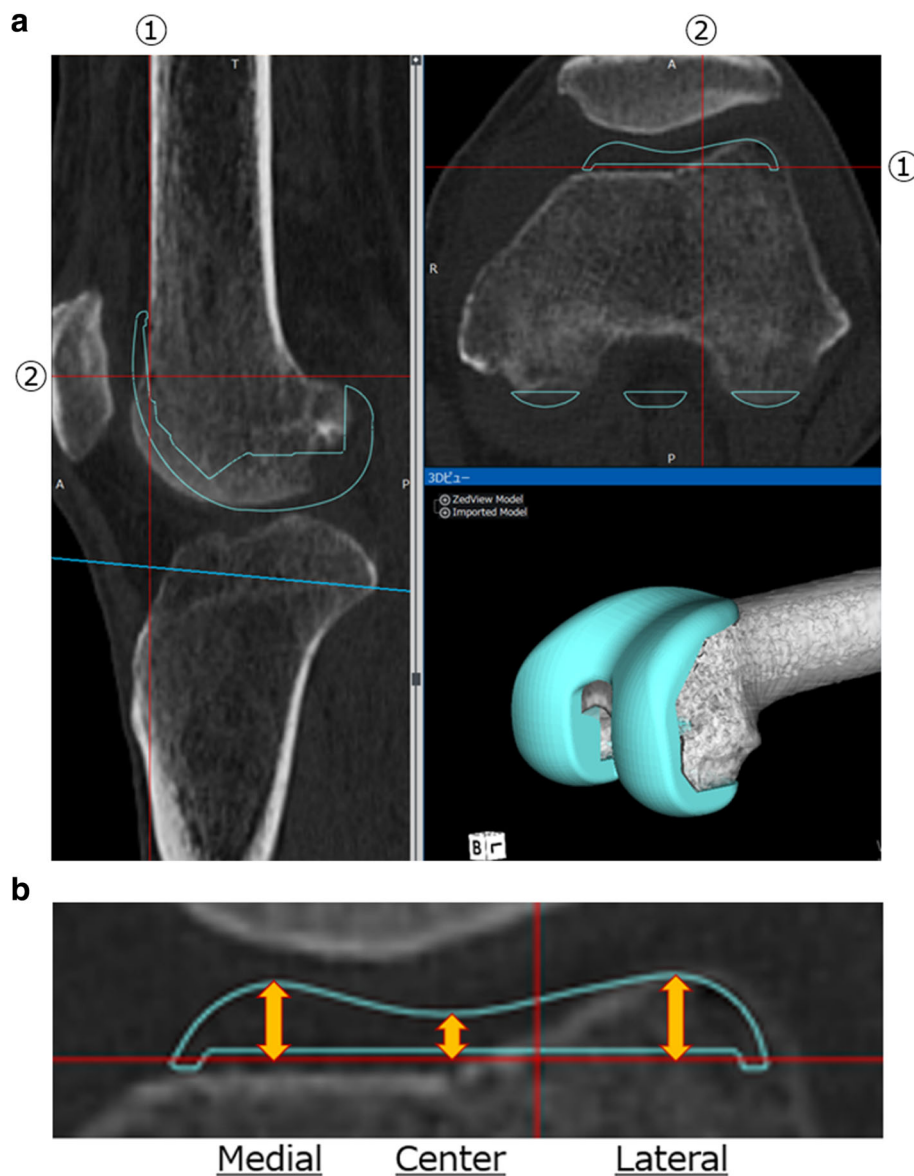 a
①
②
T
A
①
②
R
A
P
P
3Dビュー
ZedView Model
Imported Model
B L
b
Medial Center Lateral